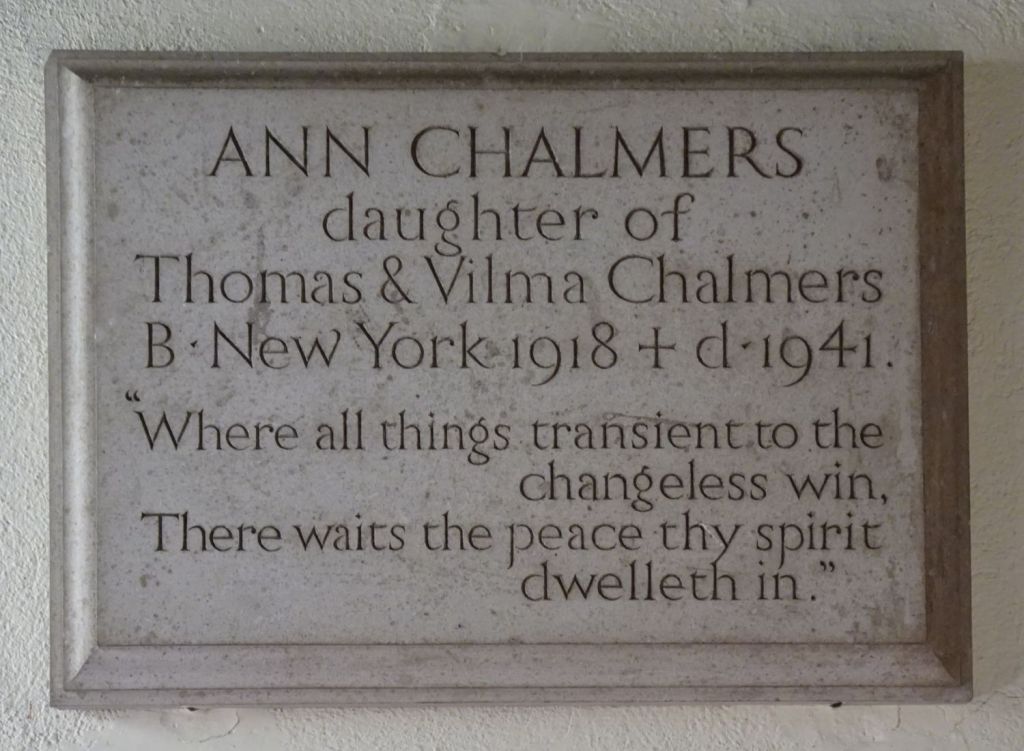 ANN CHALMERS
daughter of
Thomas & Vilma Chalmers
B · New York 1918 + d · 1941.
“Where all things transient to the
changeless win,
There waits the peace thy spirit
dwelleth in.”